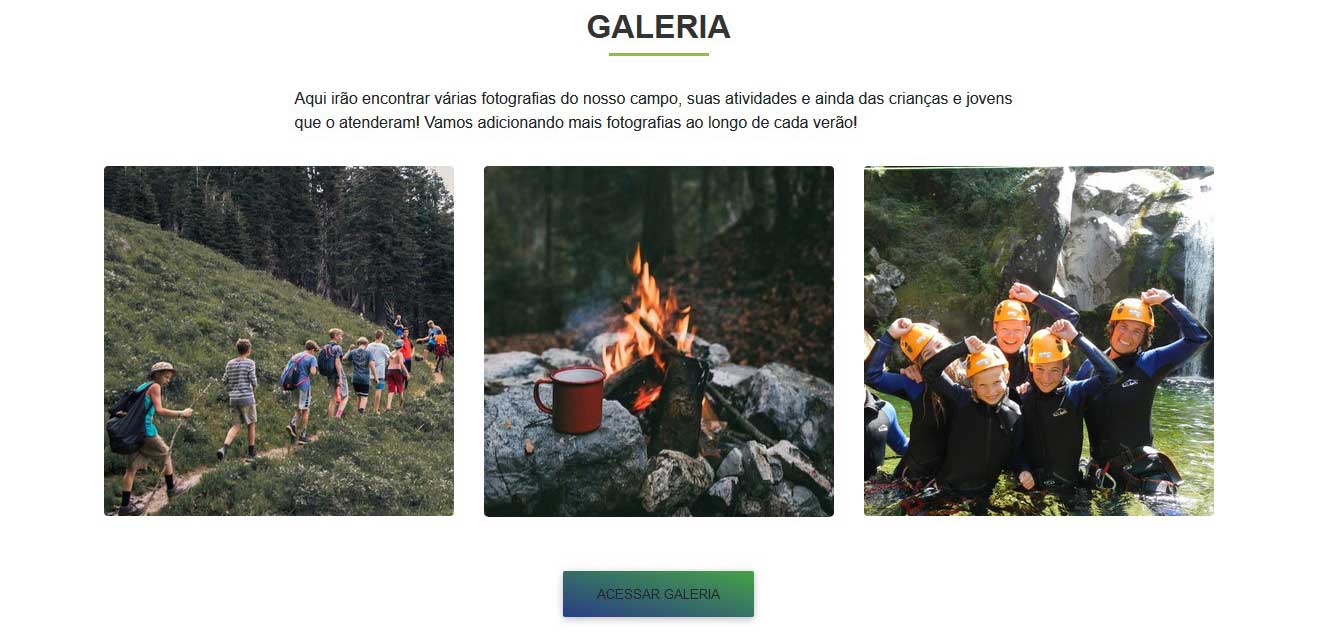 GALERIA
Aqui irão encontrar várias fotografias do nosso campo, suas atividades e ainda das crianças e jovens
que o atenderam! Vamos adicionando mais fotografias ao longo de cada verão!
ACESSAR GALERIA